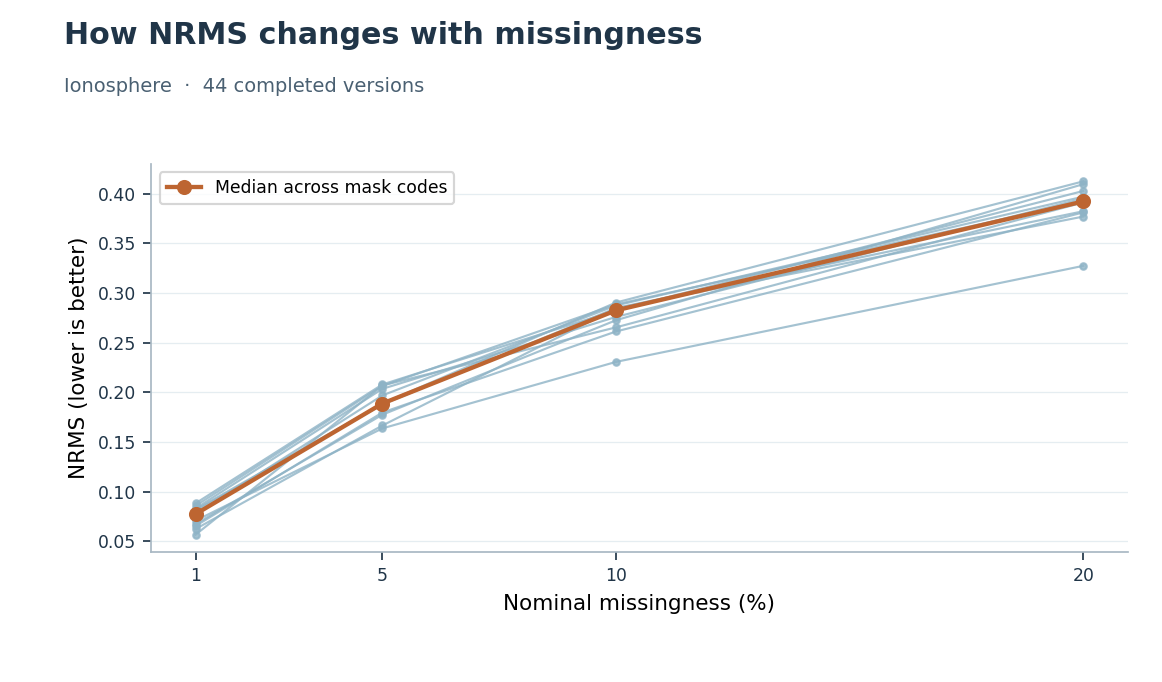 How NRMS changes with missingness
Ionosphere · 44 completed versions
Median across mask codes
0.40
0.35
0.30
0.25
0.20
0.15
0.10
0.05
NRMS (lower is better)
1 5 10 20
Nominal missingness (%)